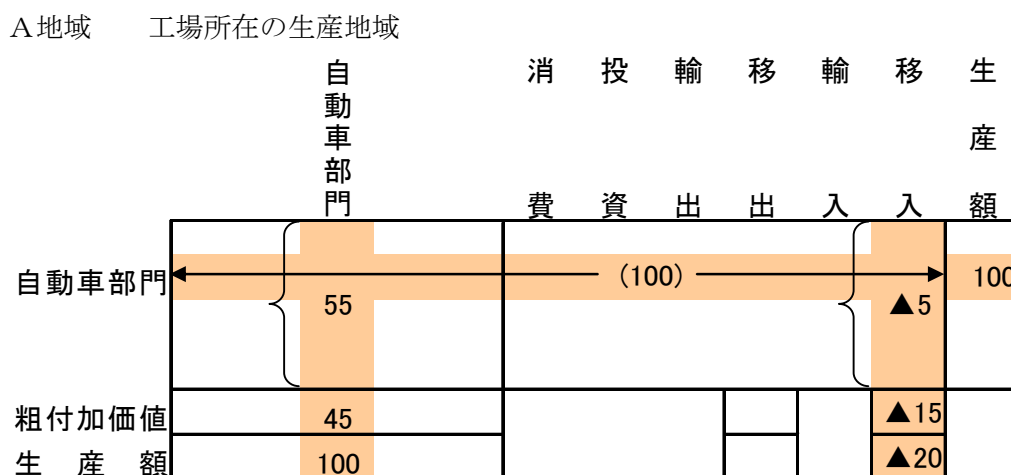 A地域 工場所在の生産地域
自動車部門 消費 投資 輸出 移出 輸入 移入 生産額
自動車部門 (100) 100
55 ▲5
粗付加価値 45 ▲15
生産額 100 ▲20